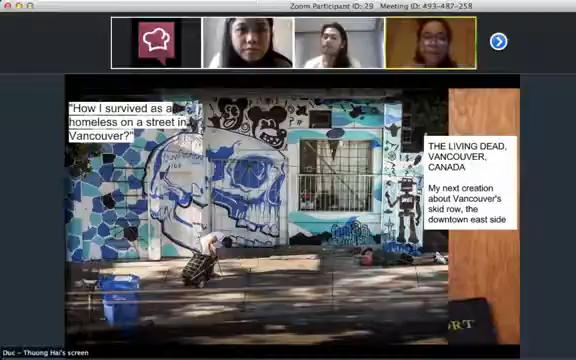 Zoom Participant ID: 29 Meeting ID: 493-487-258
"How I survived as a
homeless on a street in
Vancouver?"
THE LIVING DEAD,
VANCOUVER,
CANADA
My next creation
about Vancouver's
skid row, the
downtown east side
RT
Duc – Thuong Hai's screen